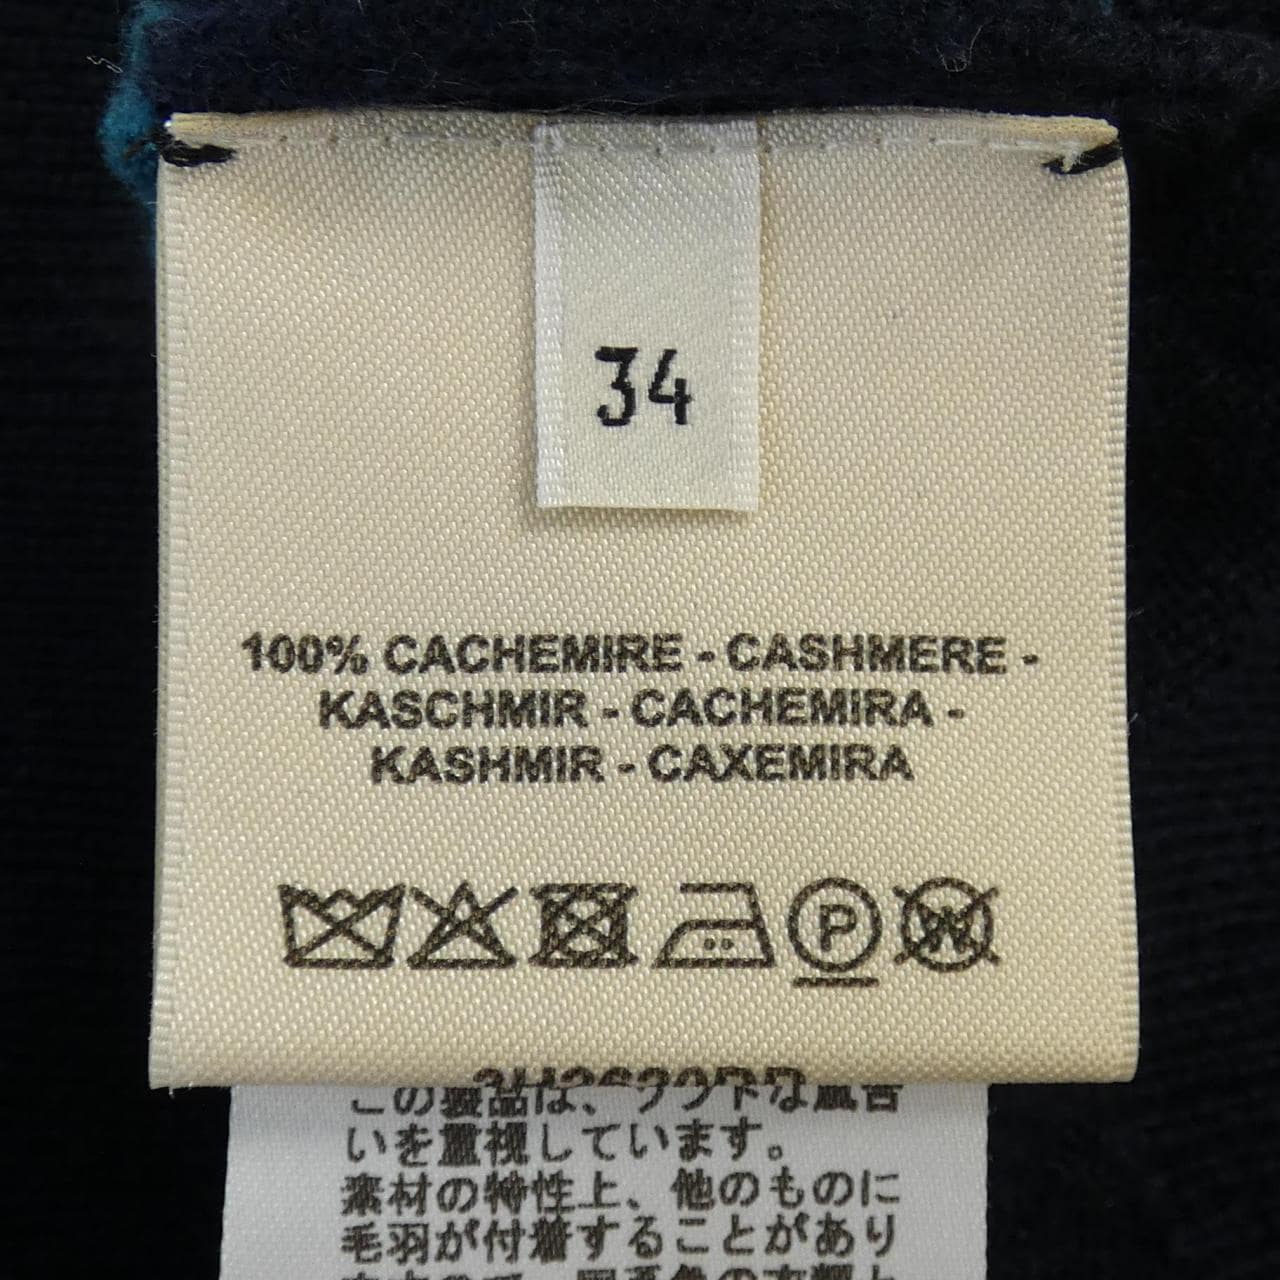 34
100% CACHEMIRE - CASHMERE -
KASCHMIR - CACHEMIRA -
KASHMIR - CAXEMIRA
P
W
この製品は、ソフトな風合
いを重視しています。
素材の特性上、他のものに
毛羽が付着することがあり